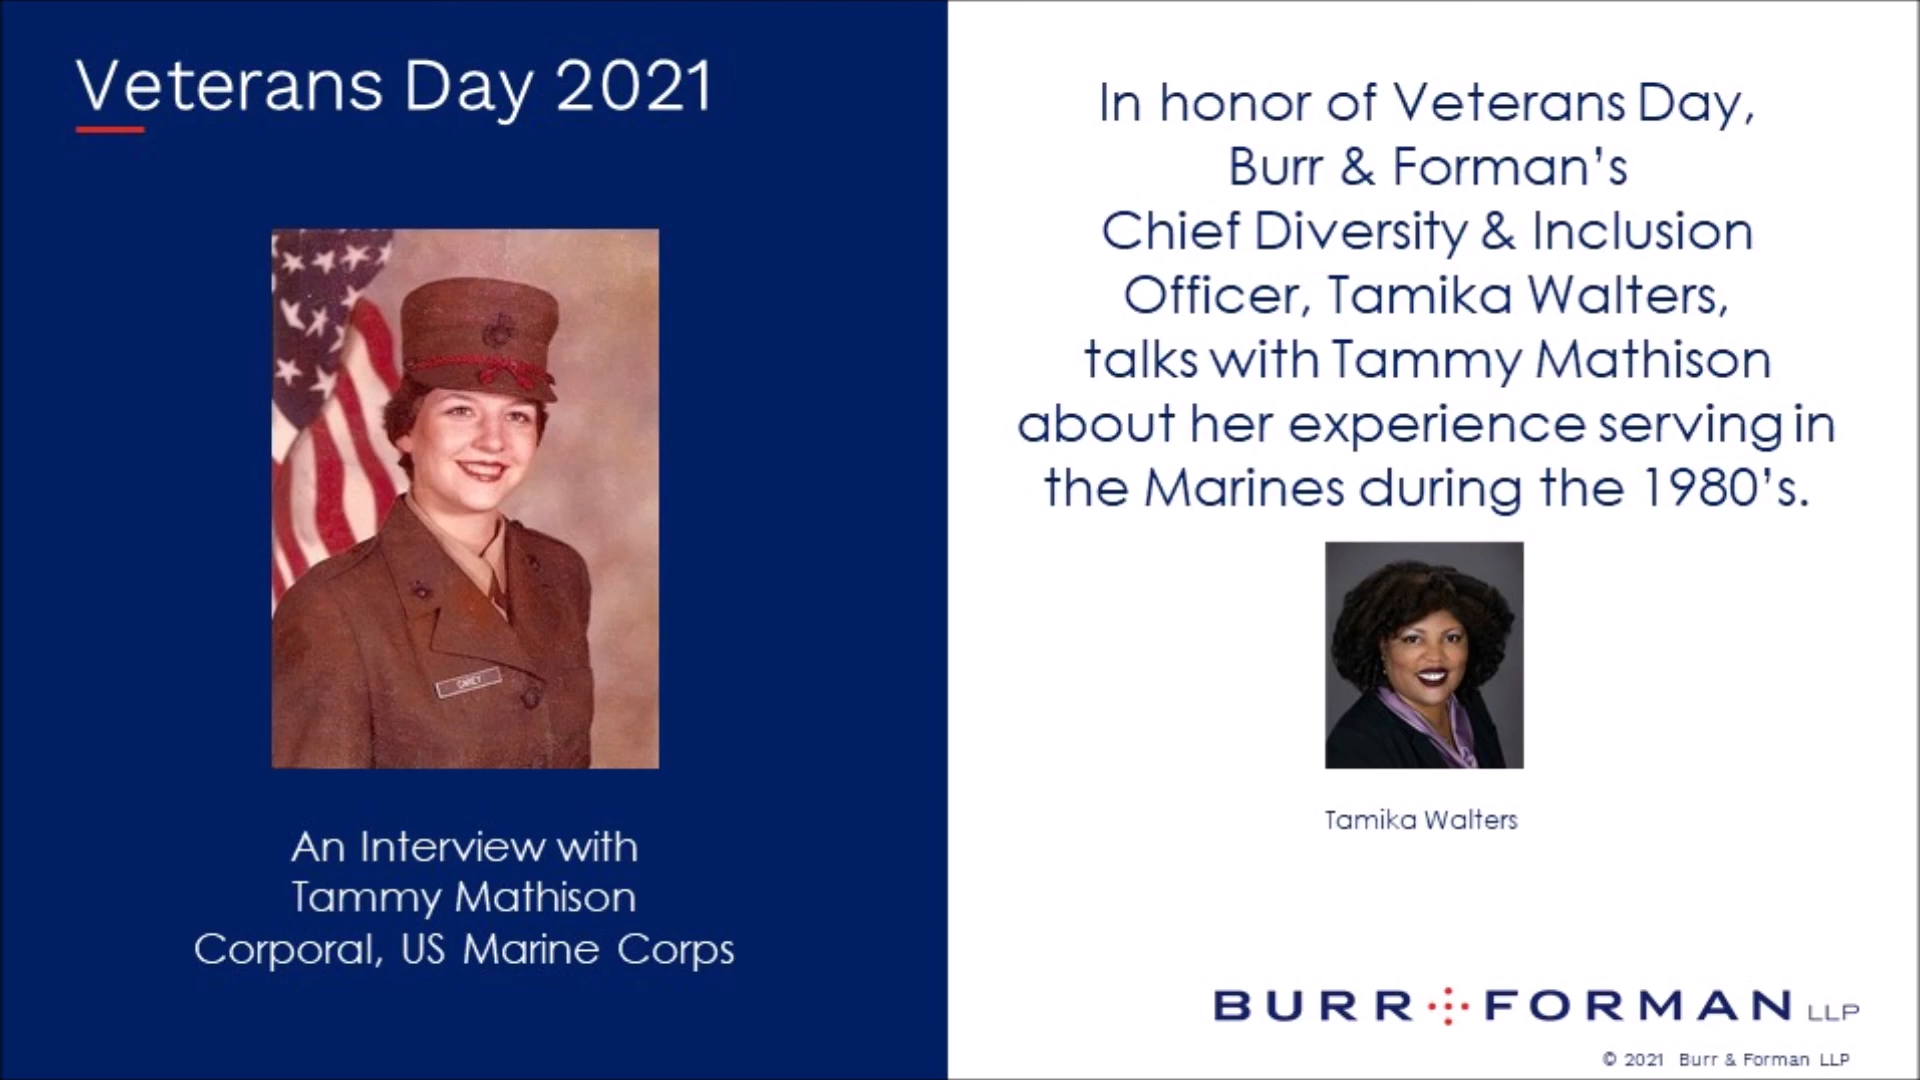 Veterans Day 2021
CAREY
An Interview with
Tammy Mathison
Corporal, US Marine Corps
In honor of Veterans Day,
Burr & Forman’s
Chief Diversity & Inclusion
Officer, Tamika Walters,
talks with Tammy Mathison
about her experience serving in
the Marines during the 1980’s.
Tamika Walters
BURR FORMAN LLP
© 2021 Burr & Forman LLP